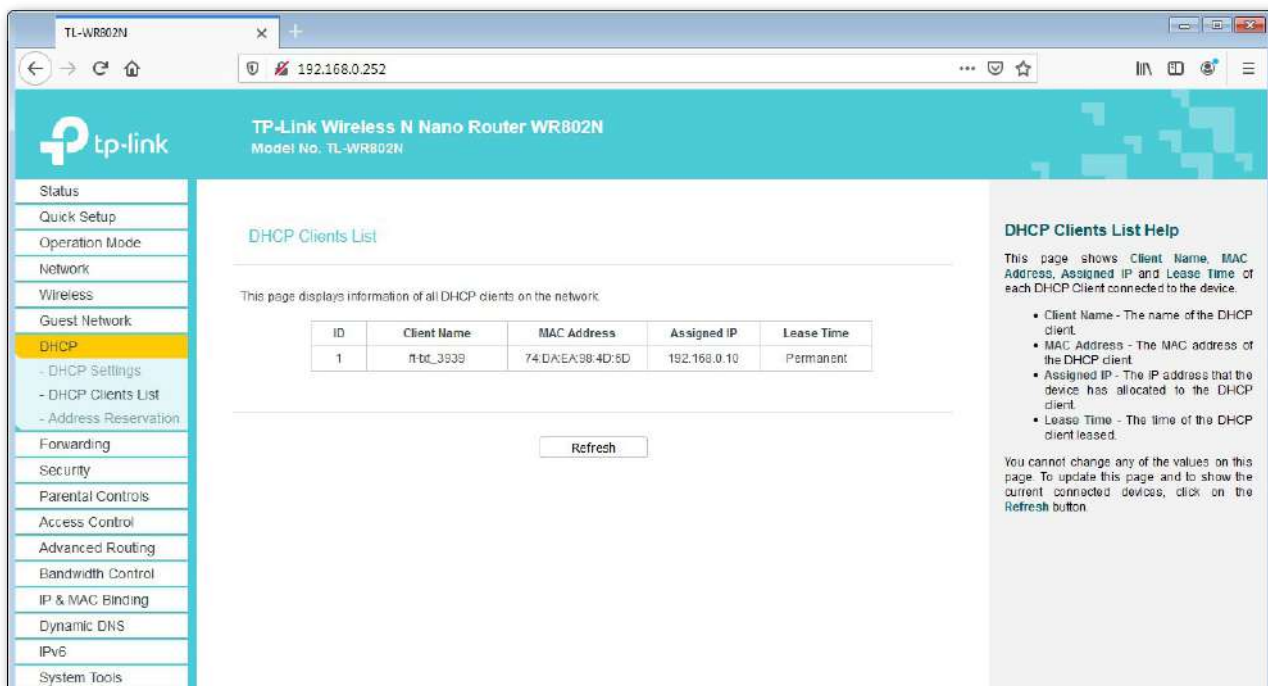 TL-WR802N
192.168.0.252
tp-link
TP-Link Wireless N Nano Router WR802N
Model No. TL-WR802N
Status
Quick Setup
Operation Mode
Network
Wireless
Guest Network
DHCP
- DHCP Settings
- DHCP Clients List
- Address Reservation
Forwarding
Security
Parental Controls
Access Control
Advanced Routing
Bandwidth Control
IP & MAC Binding
Dynamic DNS
IPv6
System Tools
DHCP Clients List
This page displays information of all DHCP clients on the network.
ID Client Name MAC Address Assigned IP Lease Time
1 ft-txt_3939 74:DA:EA:98:4D:6D 192.168.0.10 Permanent
Refresh
DHCP Clients List Help
This page shows Client Name, MAC
Address, Assigned IP and Lease Time of
each DHCP Client connected to the device.
• Client Name - The name of the DHCP
client.
• MAC Address - The MAC address of
the DHCP client
• Assigned IP - The IP address that the
device has allocated to the DHCP
client.
• Lease Time - The time of the DHCP
client leased.
You cannot change any of the values on this
page. To update this page and to show the
current connected devices, click on the
Refresh button.